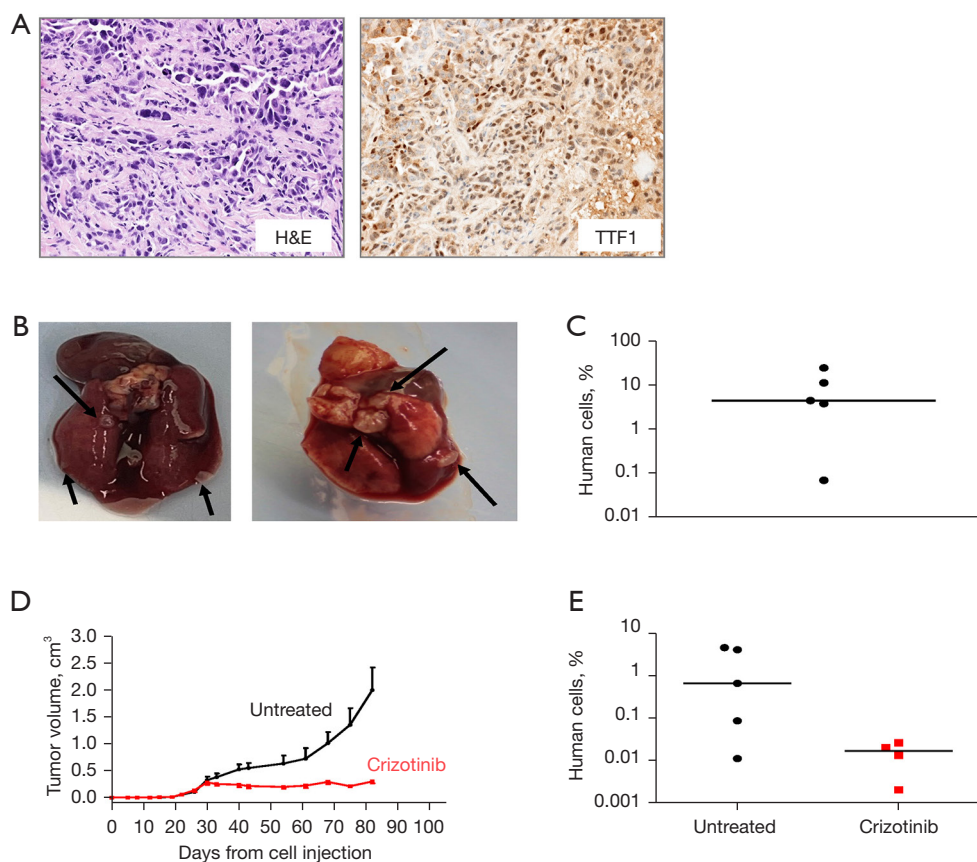 A
H&E
TTF1
B
C
Human cells, %
100
10
1
0.1
0.01
D
Tumor volume, cm³
3.0
2.5
2.0
1.5
1.0
0.5
0.0
Untreated
Crizotinib
0 10 20 30 40 50 60 70 80 90 100
Days from cell injection
E
Human cells, %
10
1
0.1
0.01
0.001
Untreated Crizotinib